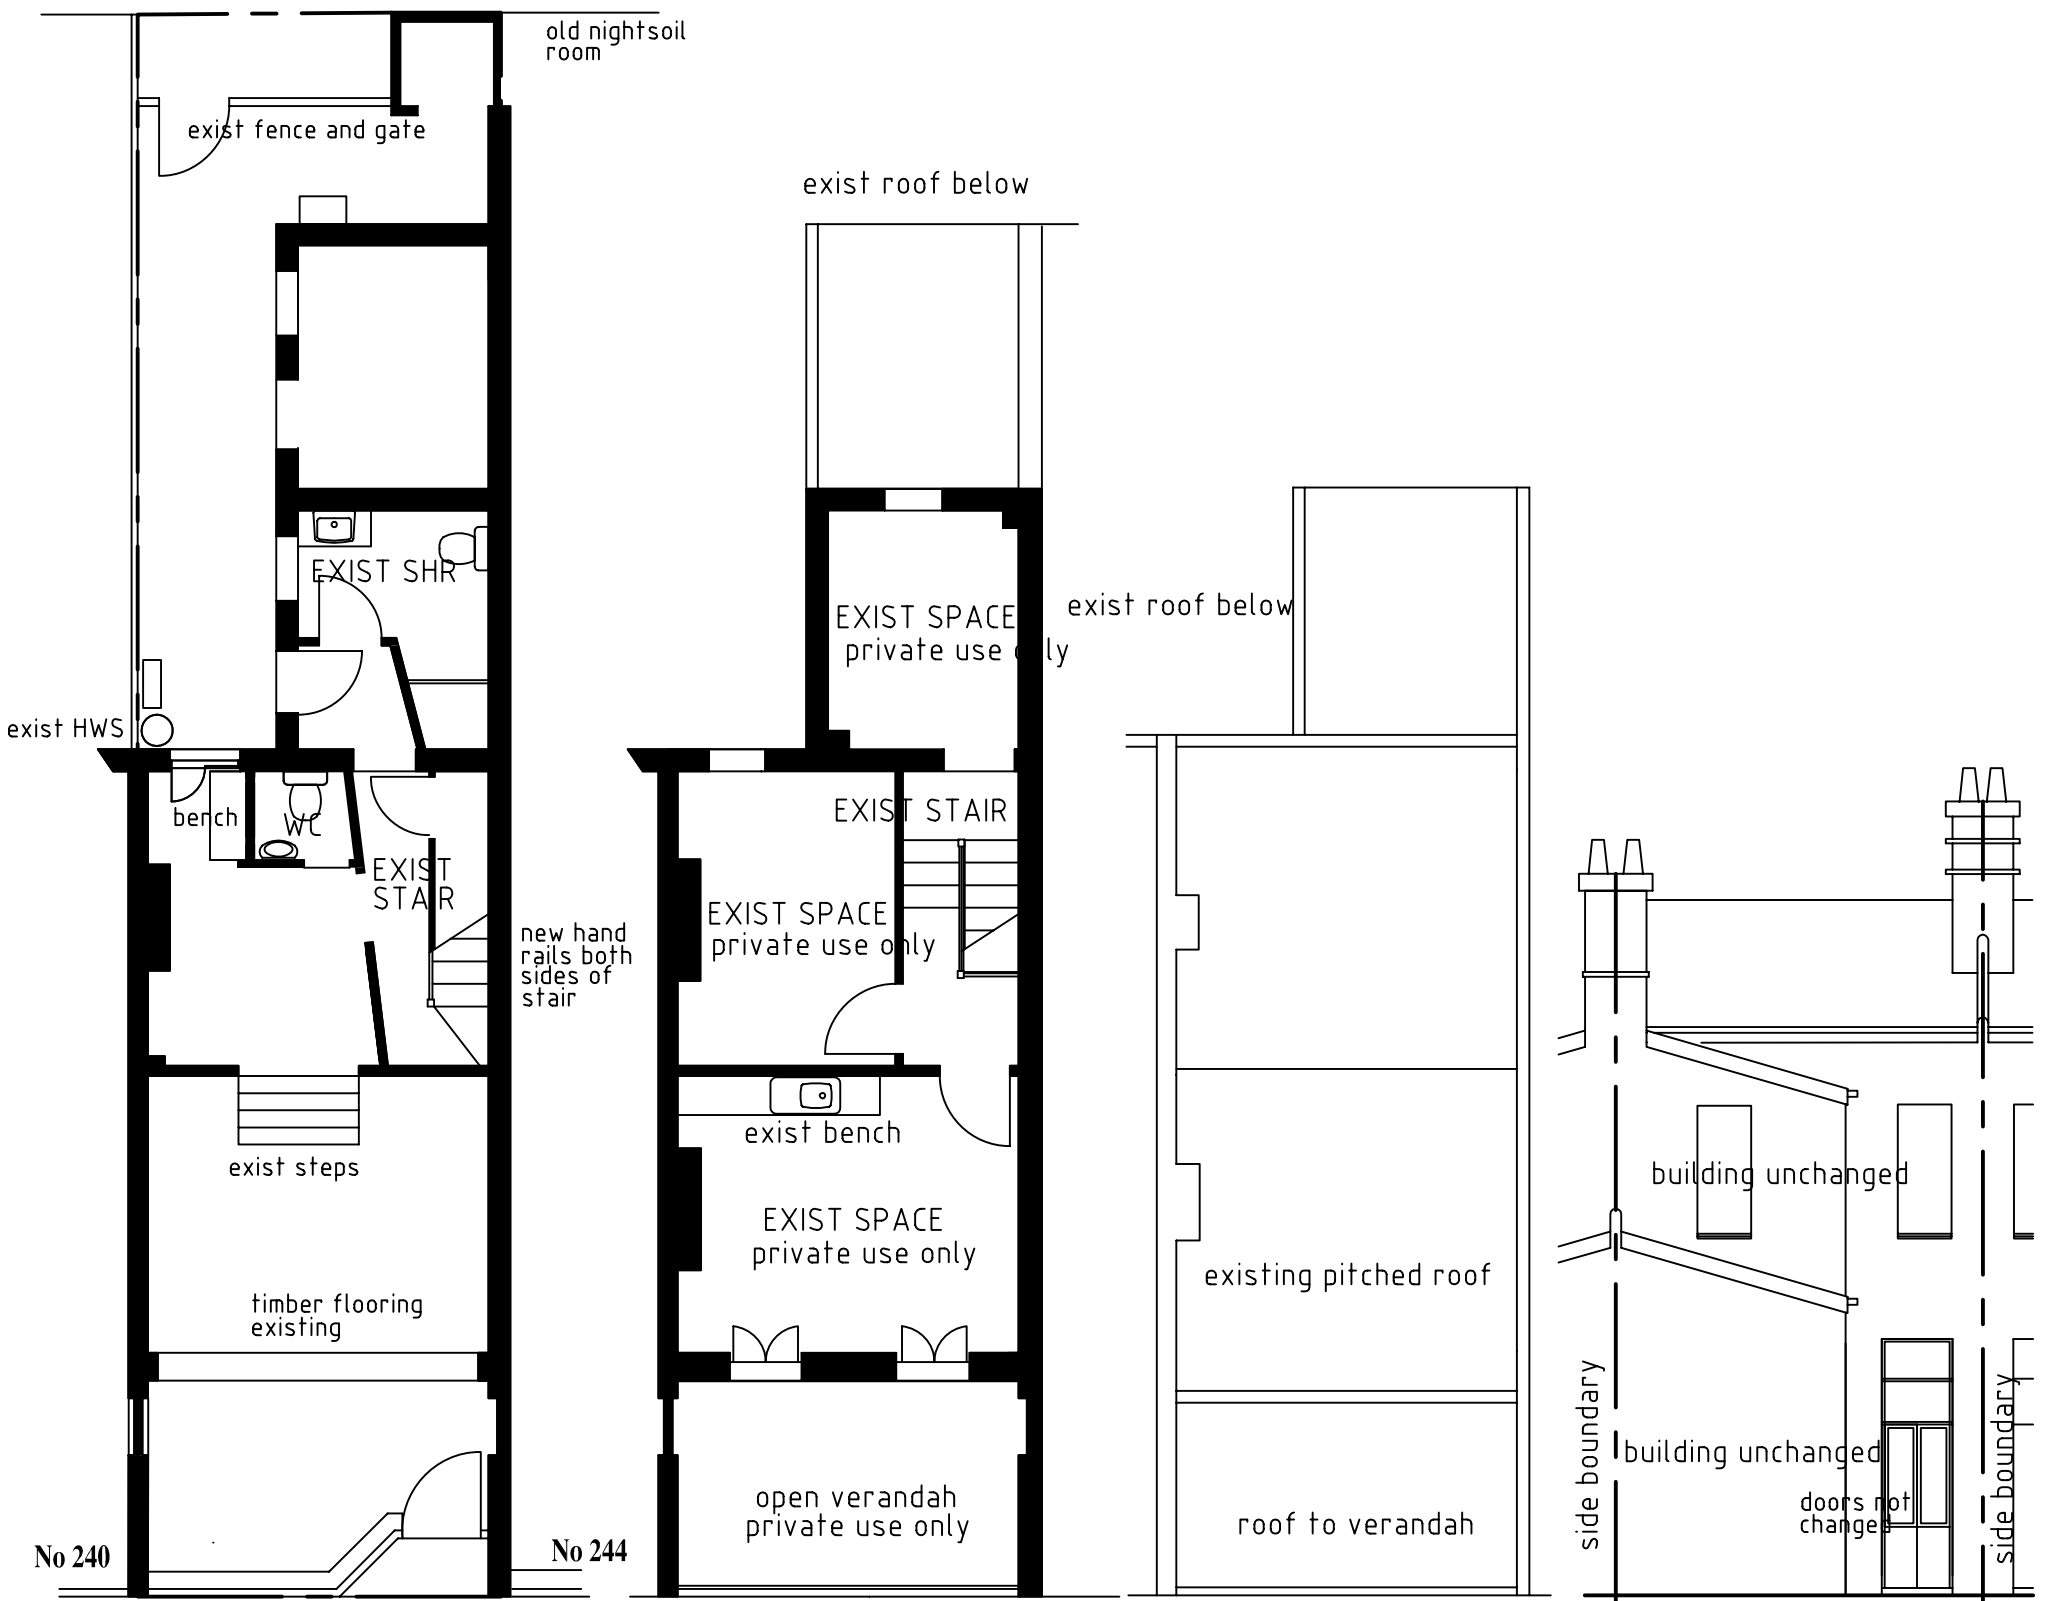 old nightsoil
room
exist fence and gate
EXIST SHR
exist HWS
bench
WC
EXIST
STAIR
new hand
rails both
sides of
stair
exist steps
timber flooring
existing
No 240
No 244
exist roof below
EXIST SPACE
private use only
EXIST STAIR
EXIST SPACE
private use only
exist bench
EXIST SPACE
private use only
open verandah
private use only
exist roof below
existing pitched roof
roof to verandah
building unchanged
building unchanged
doors not
changed
side boundary
side boundary